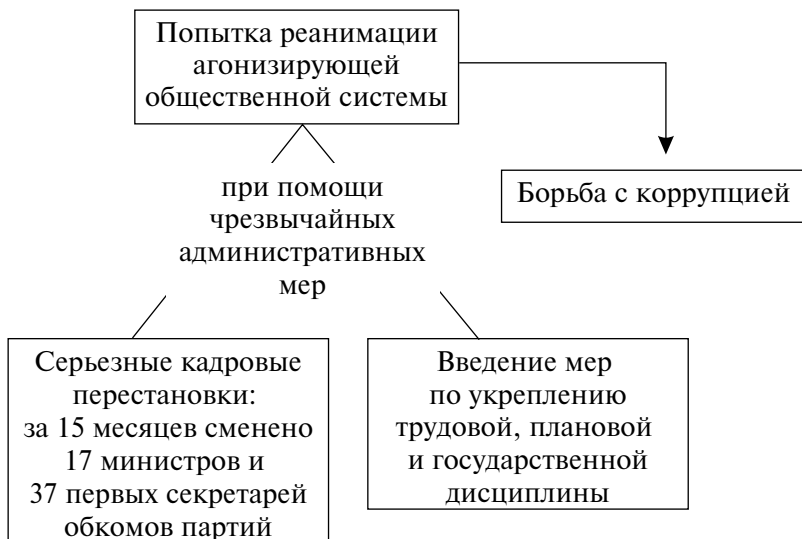 Попытка реанимации
агонизирующей
общественной системы
при помощи
чрезвычайных
административных
мер
Борьба с коррупцией
Серьезные кадровые
перестановки:
за 15 месяцев сменено
17 министров и
37 первых секретарей
обкомов партий
Введение мер
по укреплению
трудовой, плановой
и государственной
дисциплины